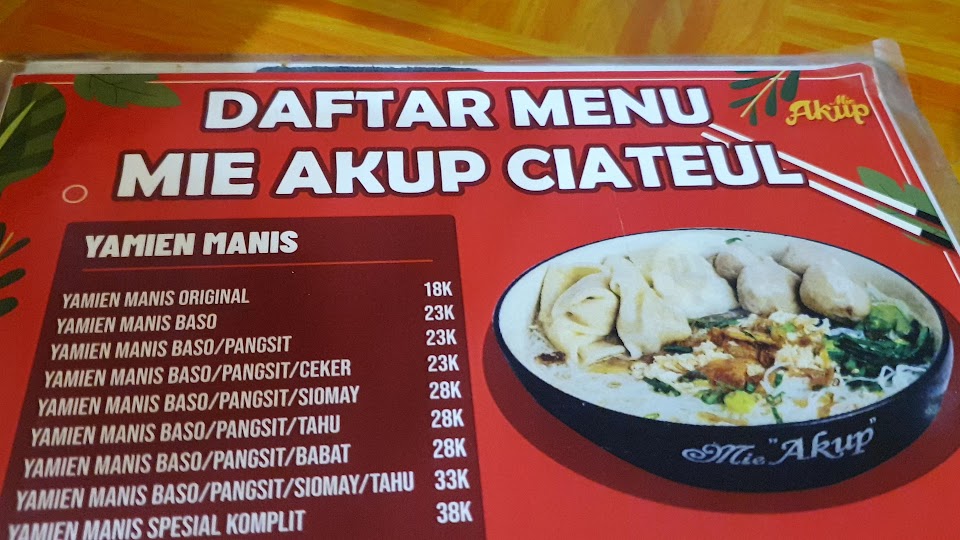 DAFTAR MENU
MIE AKUP CIATEUL
Mie
Akup
YAMIEN MANIS
YAMIEN MANIS ORIGINAL 18K
YAMIEN MANIS BASO 23K
YAMIEN MANIS BASO/PANGSIT 23K
YAMIEN MANIS BASO/PANGSIT/CEKER 23K
YAMIEN MANIS BASO/PANGSIT/SIOMAY 28K
YAMIEN MANIS BASO/PANGSIT/TAHU 28K
YAMIEN MANIS BASO/PANGSIT/BABAT 28K
YAMIEN MANIS BASO/PANGSIT/SIOMAY/TAHU 33K
YAMIEN MANIS SPESIAL KOMPLIT 38K
Mie "Akup"